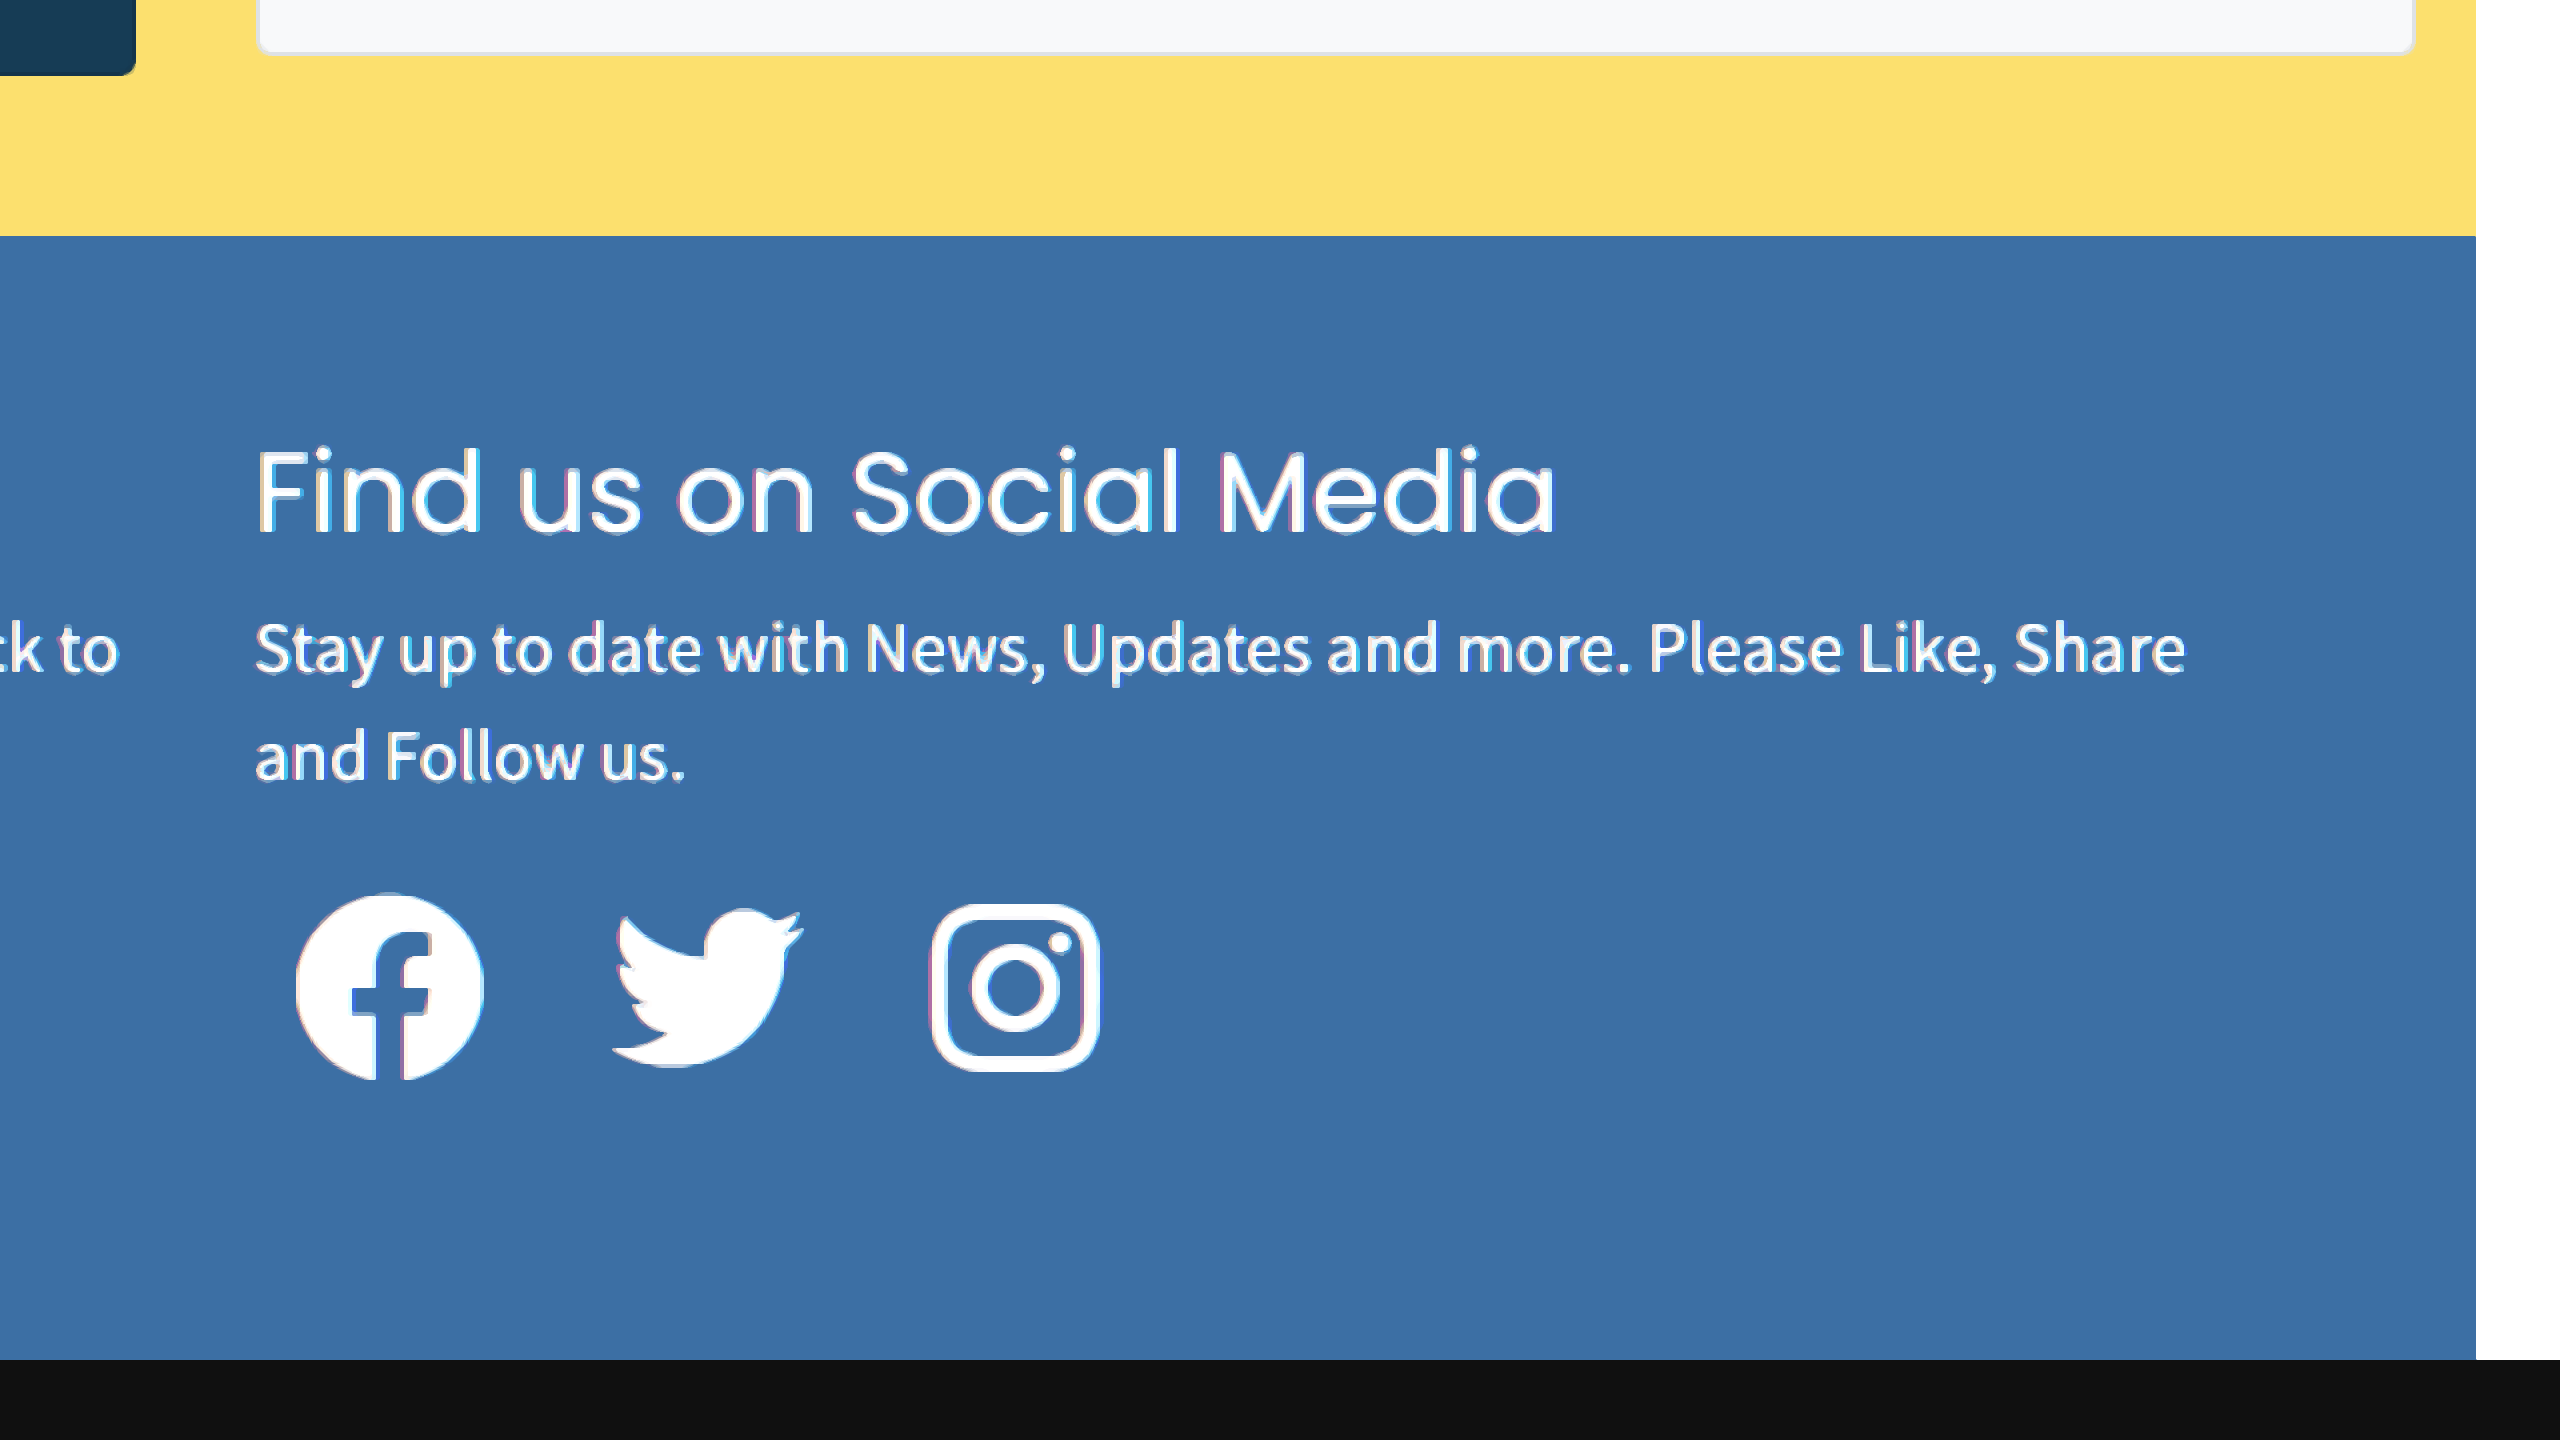 Find us on Social Media
to
Stay up to date with News, Updates and more. Please Like, Share
and Follow us.